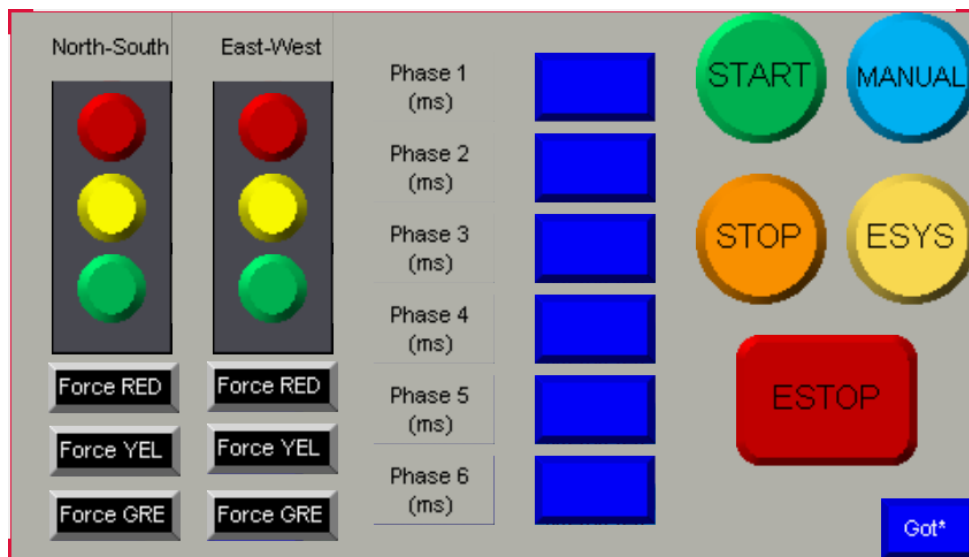 North-South
East-West
Force RED
Force RED
Force YEL
Force YEL
Force GRE
Force GRE
Phase 1
(ms)
Phase 2
(ms)
Phase 3
(ms)
Phase 4
(ms)
Phase 5
(ms)
Phase 6
(ms)
START
MANUAL
STOP
ESYS
ESTOP
Got*